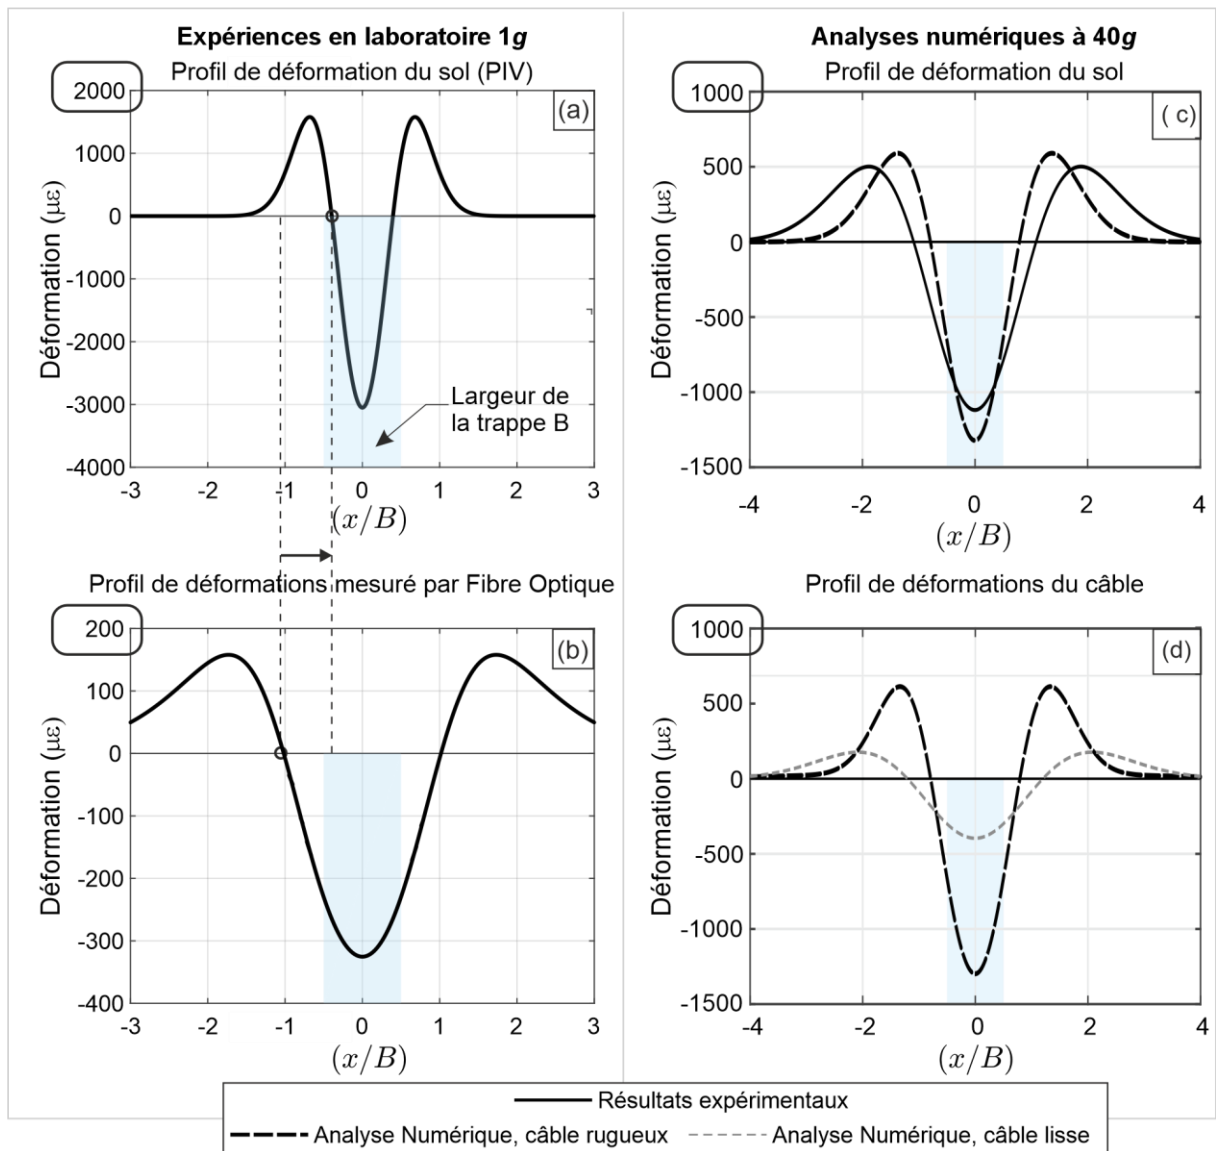 Expériences en laboratoire 1g
Profil de déformation du sol (PIV)
2000
(a)
1000
0
-1000
-2000
-3000
-4000
Déformation (με)
Largeur de
la trappe B
-3 -2 -1 0 1 2 3
(x/B)
Profil de déformations mesuré par Fibre Optique
200
(b)
100
0
-100
-200
-300
-400
Déformation (με)
-3 -2 -1 0 1 2 3
(x/B)
Analyses numériques à 40g
Profil de déformation du sol
1000
( c)
500
0
-500
-1000
-1500
Déformation (με)
-4 -2 0 2 4
(x/B)
Profil de déformations du câble
1000
(d)
500
0
-500
-1000
-1500
Déformation (με)
-4 -2 0 2 4
(x/B)
Résultats expérimentaux
Analyse Numérique, câble rugueux Analyse Numérique, câble lisse